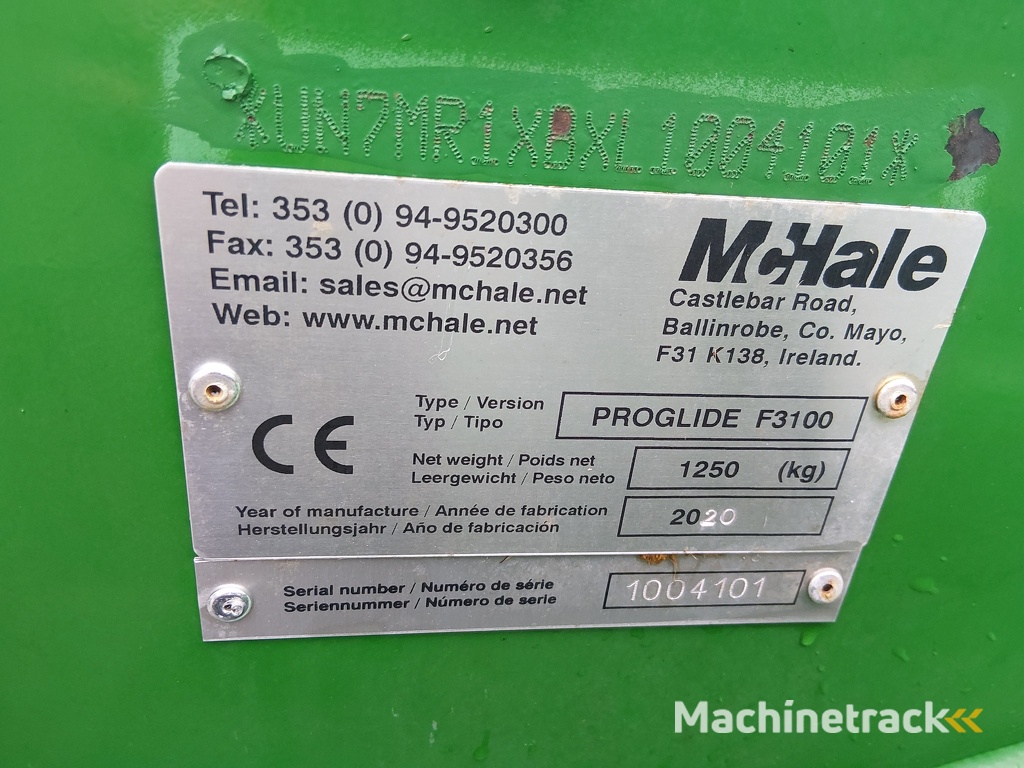 *UN7MR1XBXL1004101*
Tel: 353 (0) 94-9520300
Fax: 353 (0) 94-9520356
Email: sales@mchale.net
Web: www.mchale.net
McHale
Castlebar Road,
Ballinrobe, Co. Mayo,
F31 K138, Ireland.
CE
Type / Version
Typ / Tipo
PROGLIDE F3100
Net weight / Poids net
Leergewicht / Peso neto
1250 (kg)
Year of manufacture / Année de fabrication
Herstellungsjahr / Año de fabricación
2020
Serial number / Numéro de série
Seriennummer / Número de serie
1004101
Machinetrack